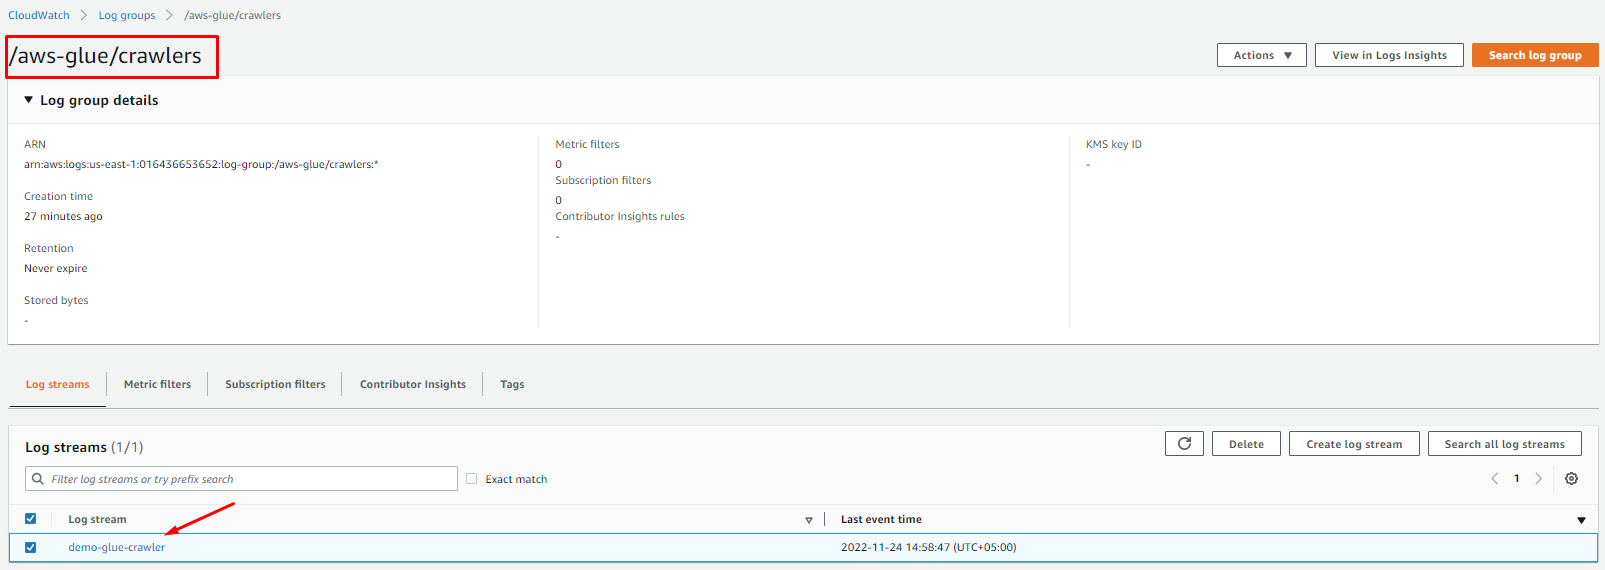 CloudWatch > Log groups > /aws-glue/crawlers
/aws-glue/crawlers
Actions
View in Logs Insights
Search log group
Log group details
ARN
arn:aws:logs:us-east-1:016436653652:log-group:/aws-glue/crawlers:*
Creation time
27 minutes ago
Retention
Never expire
Stored bytes
-
Metric filters
0
Subscription filters
0
Contributor Insights rules
-
KMS key ID
-
Log streams
Metric filters
Subscription filters
Contributor Insights
Tags
Log streams (1/1)
Delete
Create log stream
Search all log streams
Filter log streams or try prefix search
Exact match
1
Log stream
Last event time
demo-glue-crawler
2022-11-24 14:58:47 (UTC+05:00)